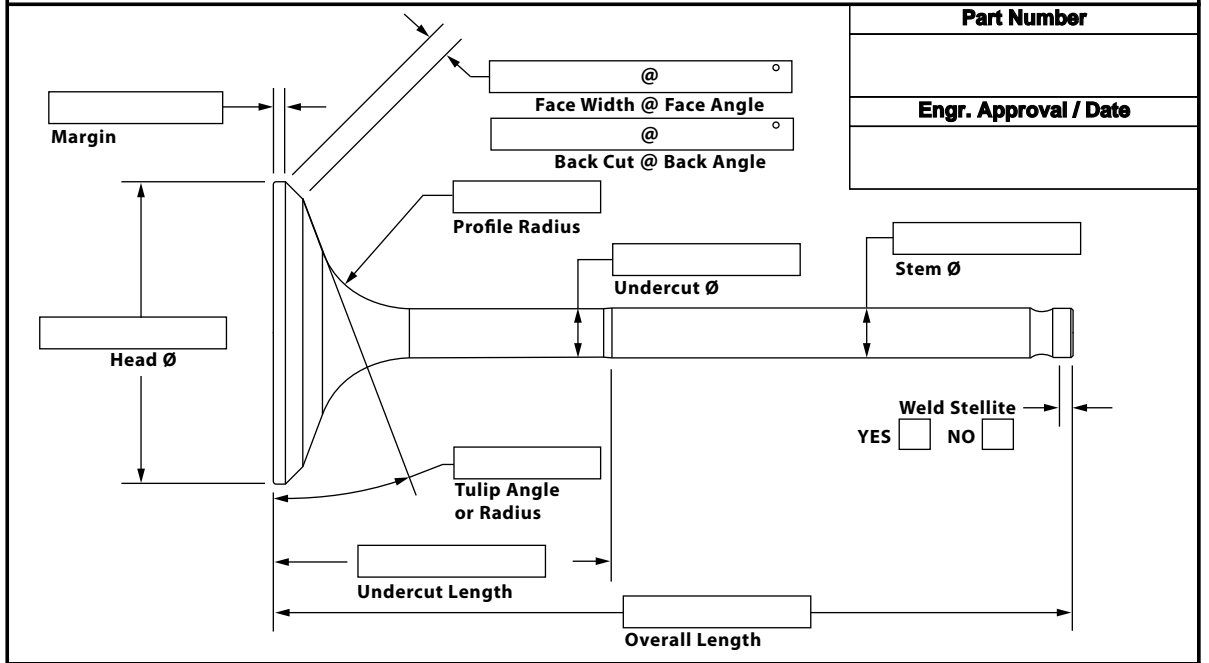 Part Number
Engr. Approval / Date
@ °
Face Width @ Face Angle
@ °
Back Cut @ Back Angle
Margin
Profile Radius
Undercut Ø
Stem Ø
Head Ø
Weld Stellite
YES NO
Tulip Angle
or Radius
Undercut Length
Overall Length